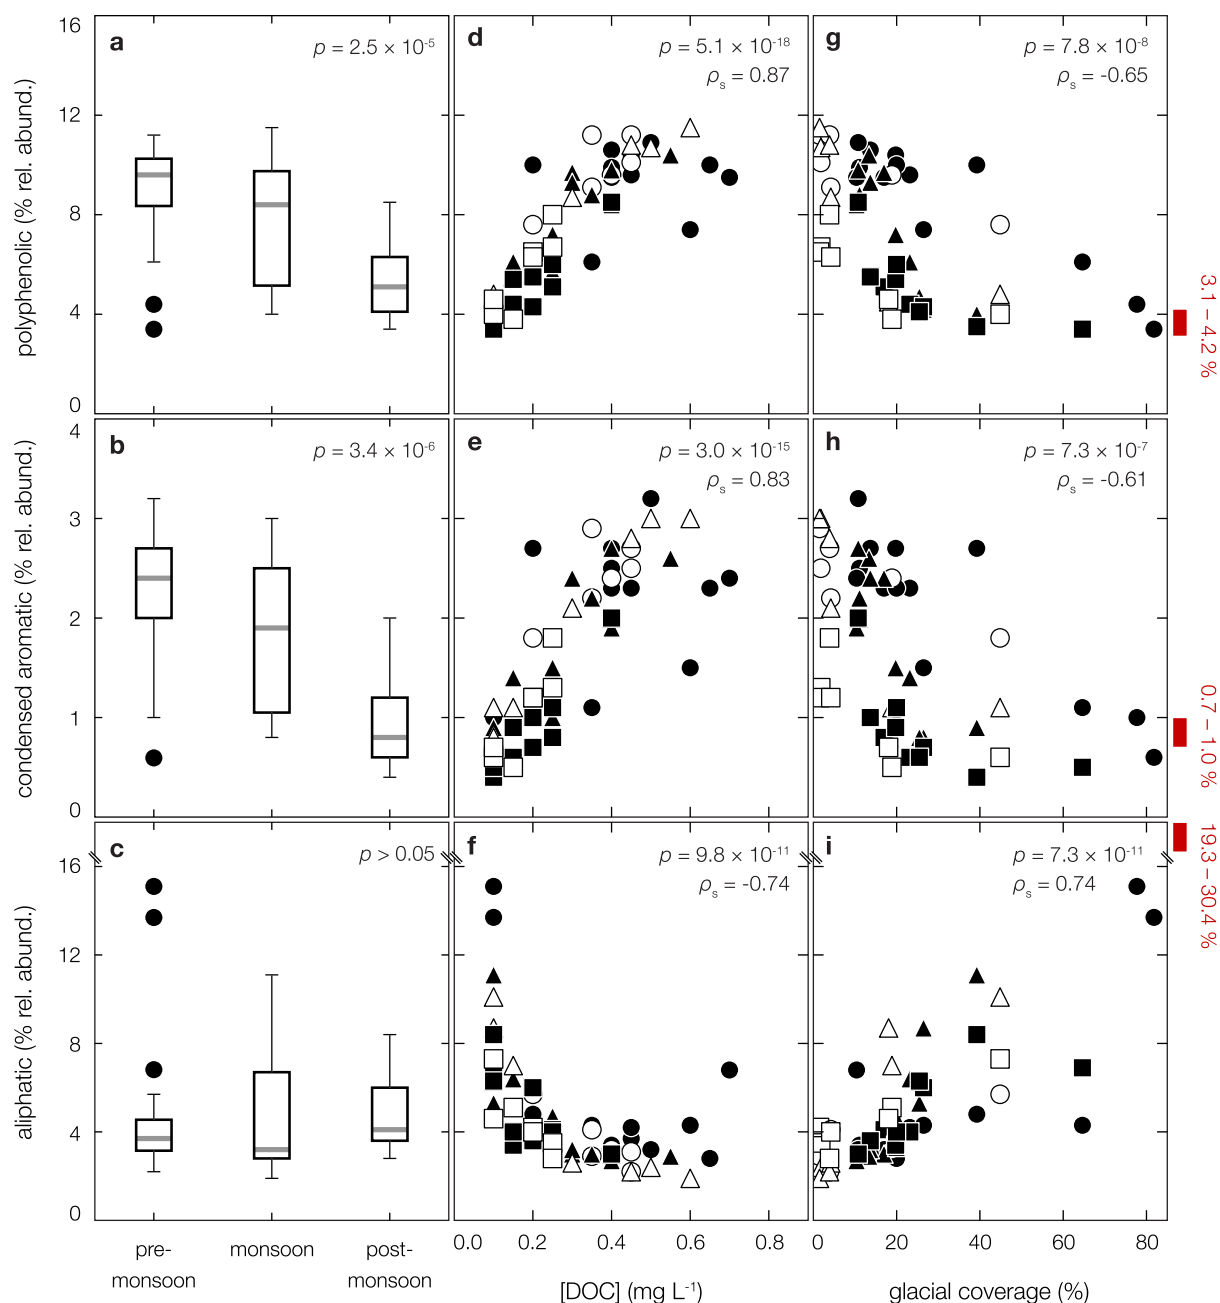 a
p = 2.5 × 10⁻⁵
d
p = 5.1 × 10⁻¹⁸
ρₛ = 0.87
g
p = 7.8 × 10⁻⁸
ρₛ = -0.65
polyphenolic (% rel. abund.)
16
12
8
4
0
3.1 – 4.2 %
b
p = 3.4 × 10⁻⁶
e
p = 3.0 × 10⁻¹⁵
ρₛ = 0.83
h
p = 7.3 × 10⁻⁷
ρₛ = -0.61
condensed aromatic (% rel. abund.)
4
3
2
1
0
0.7 – 1.0 %
c
p > 0.05
f
p = 9.8 × 10⁻¹¹
ρₛ = -0.74
i
p = 7.3 × 10⁻¹¹
ρₛ = 0.74
aliphatic (% rel. abund.)
16
12
8
4
0
19.3 – 30.4 %
pre-
monsoon
monsoon
post-
monsoon
0.0 0.2 0.4 0.6 0.8
[DOC] (mg L⁻¹)
0 20 40 60 80
glacial coverage (%)